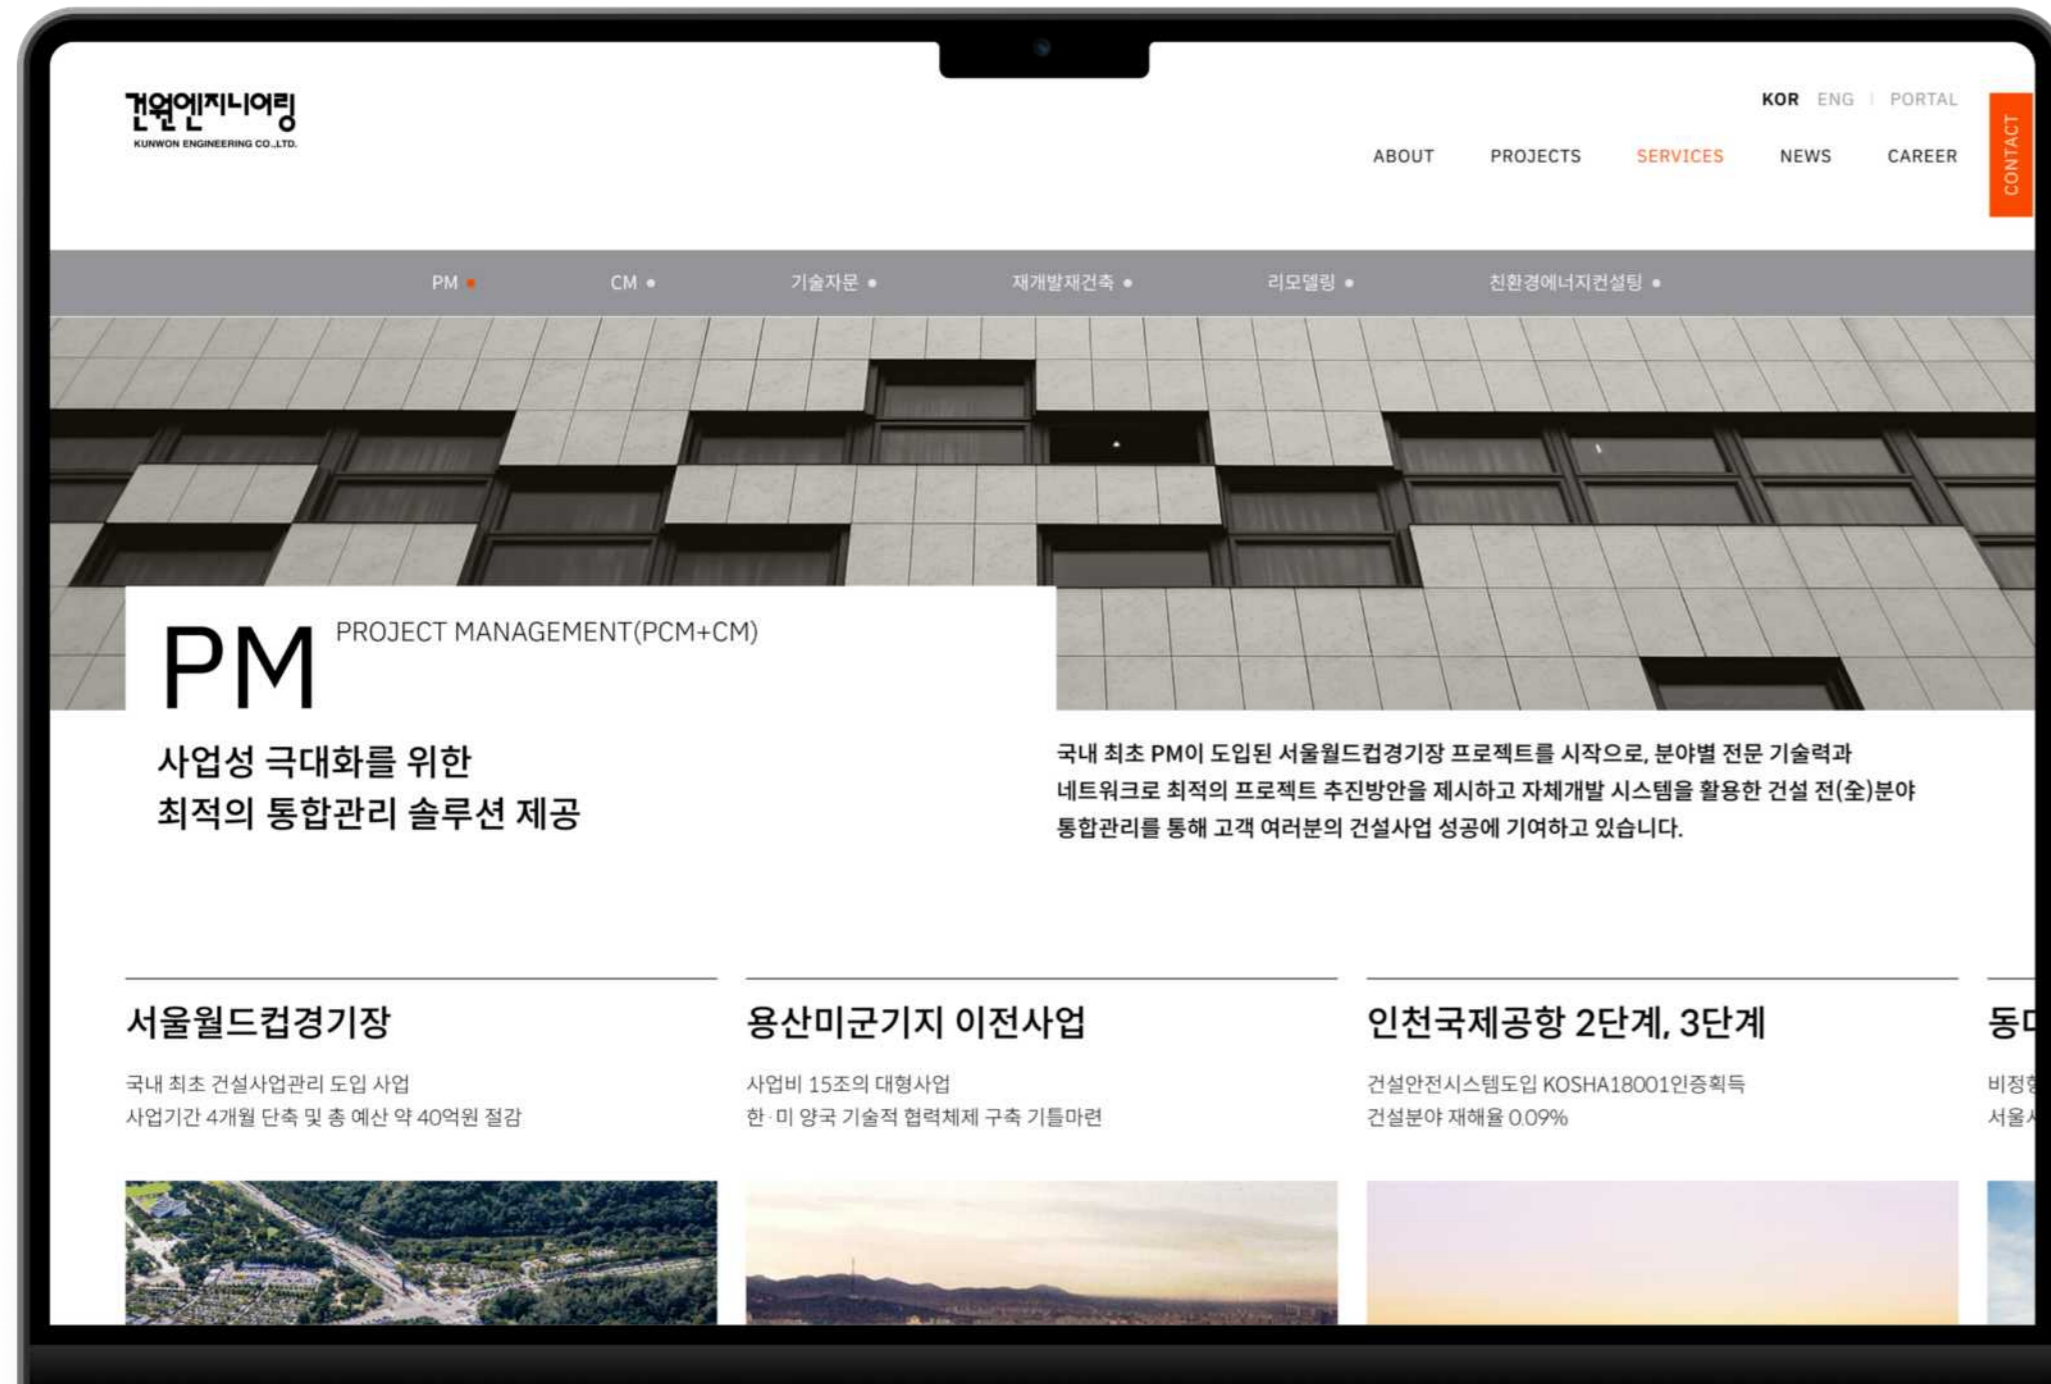 건원엔지니어링
KUNWON ENGINEERING CO.,LTD.
KOR ENG PORTAL
ABOUT PROJECTS SERVICES NEWS CAREER
CONTACT
PM CM 기술자문 재개발재건축 리모델링 친환경에너지컨설팅
PM PROJECT MANAGEMENT(PCM+CM)
사업성 극대화를 위한
최적의 통합관리 솔루션 제공
국내 최초 PM이 도입된 서울월드컵경기장 프로젝트를 시작으로, 분야별 전문 기술력과
네트워크로 최적의 프로젝트 추진방안을 제시하고 자체개발 시스템을 활용한 건설 전(全)분야
통합관리를 통해 고객 여러분의 건설사업 성공에 기여하고 있습니다.
서울월드컵경기장
국내 최초 건설사업관리 도입 사업
사업기간 4개월 단축 및 총 예산 약 40억원 절감
용산미군기지 이전사업
사업비 15조의 대형사업
한·미 양국 기술적 협력체제 구축 기틀마련
인천국제공항 2단계, 3단계
건설안전시스템도입 KOSHA18001인증획득
건설분야 재해율 0.09%